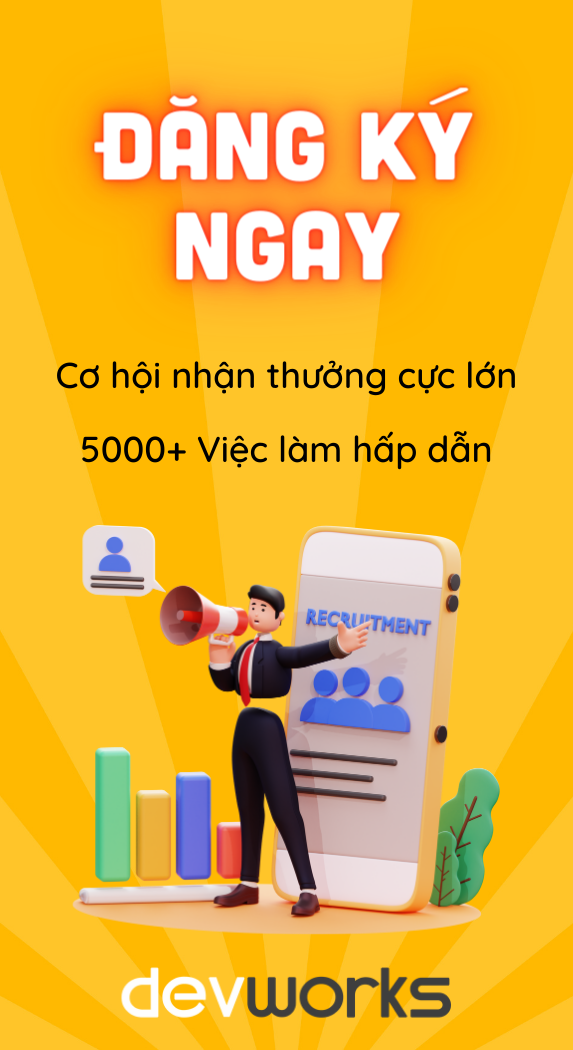 ĐĂNG KÝ
NGAY
Cơ hội nhận thưởng cực lớn
5000+ Việc làm hấp dẫn
RECRUITMENT
devworks